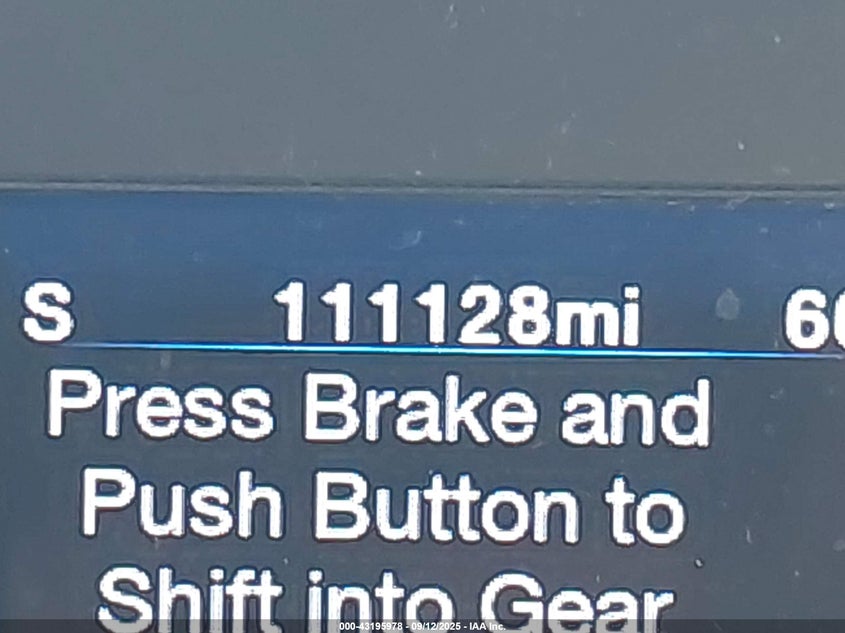 S 111128mi
Press Brake and
Push Button to
Shift into Gear
000-43195978 - 09/12/2025 - IAA Inc.